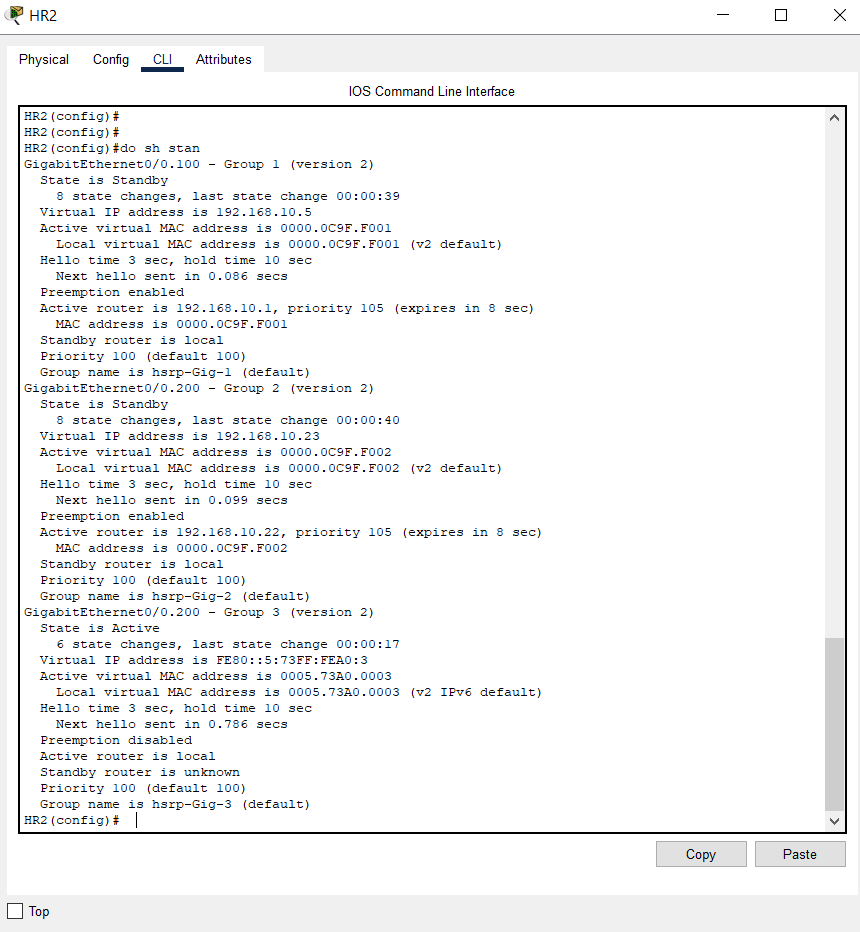 HR2
Physical Config CLI Attributes
IOS Command Line Interface
HR2(config)#
HR2(config)#
HR2(config)#do sh stan
GigabitEthernet0/0.100 - Group 1 (version 2)
  State is Standby
    8 state changes, last state change 00:00:39
  Virtual IP address is 192.168.10.5
  Active virtual MAC address is 0000.0C9F.F001
    Local virtual MAC address is 0000.0C9F.F001 (v2 default)
  Hello time 3 sec, hold time 10 sec
    Next hello sent in 0.086 secs
  Preemption enabled
  Active router is 192.168.10.1, priority 105 (expires in 8 sec)
    MAC address is 0000.0C9F.F001
  Standby router is local
  Priority 100 (default 100)
  Group name is hsrp-Gig-1 (default)
GigabitEthernet0/0.200 - Group 2 (version 2)
  State is Standby
    8 state changes, last state change 00:00:40
  Virtual IP address is 192.168.10.23
  Active virtual MAC address is 0000.0C9F.F002
    Local virtual MAC address is 0000.0C9F.F002 (v2 default)
  Hello time 3 sec, hold time 10 sec
    Next hello sent in 0.099 secs
  Preemption enabled
  Active router is 192.168.10.22, priority 105 (expires in 8 sec)
    MAC address is 0000.0C9F.F002
  Standby router is local
  Priority 100 (default 100)
  Group name is hsrp-Gig-2 (default)
GigabitEthernet0/0.200 - Group 3 (version 2)
  State is Active
    6 state changes, last state change 00:00:17
  Virtual IP address is FE80::5:73FF:FEA0:3
  Active virtual MAC address is 0005.73A0.0003
    Local virtual MAC address is 0005.73A0.0003 (v2 IPv6 default)
  Hello time 3 sec, hold time 10 sec
    Next hello sent in 0.786 secs
  Preemption disabled
  Active router is local
  Standby router is unknown
  Priority 100 (default 100)
  Group name is hsrp-Gig-3 (default)
HR2(config)#
Copy Paste
Top